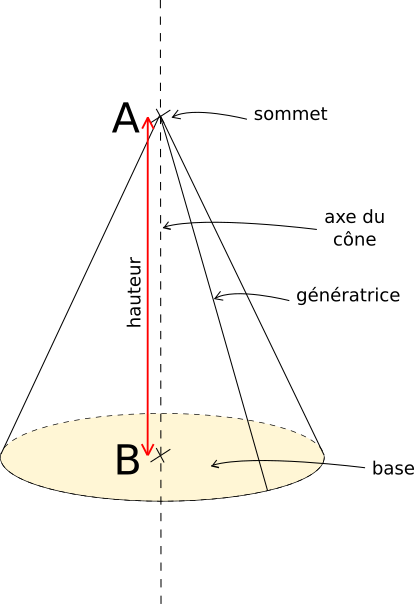 A
sommet
axe du
cône
hauteur
génératrice
B
base